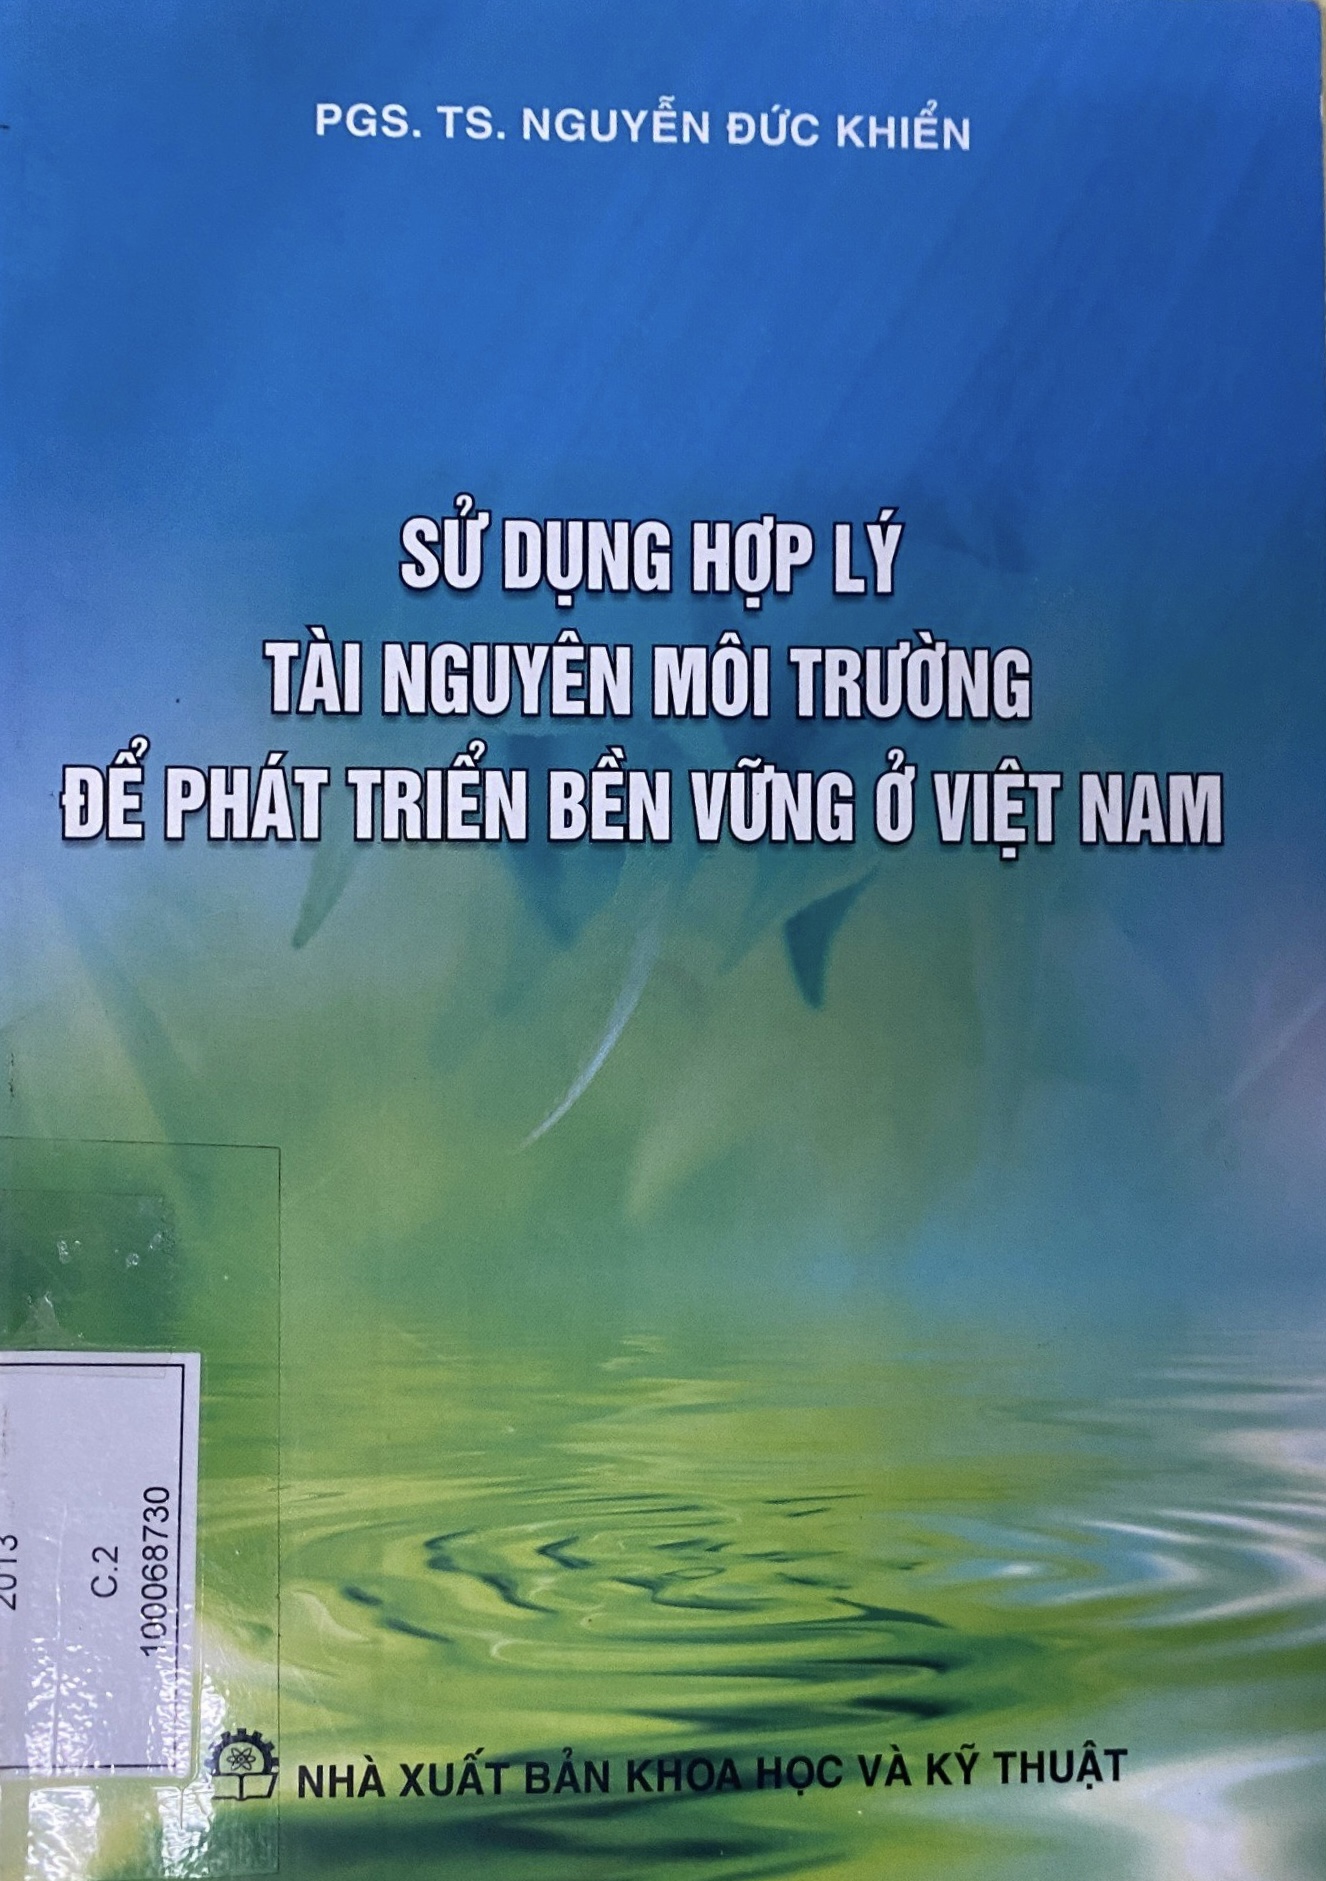 PGS. TS. NGUYỄN ĐỨC KHIỂN
SỬ DỤNG HỢP LÝ
TÀI NGUYÊN MÔI TRƯỜNG
ĐỂ PHÁT TRIỂN BỀN VỮNG Ở VIỆT NAM
2013
C.2
100068730
NHÀ XUẤT BẢN KHOA HỌC VÀ KỸ THUẬT